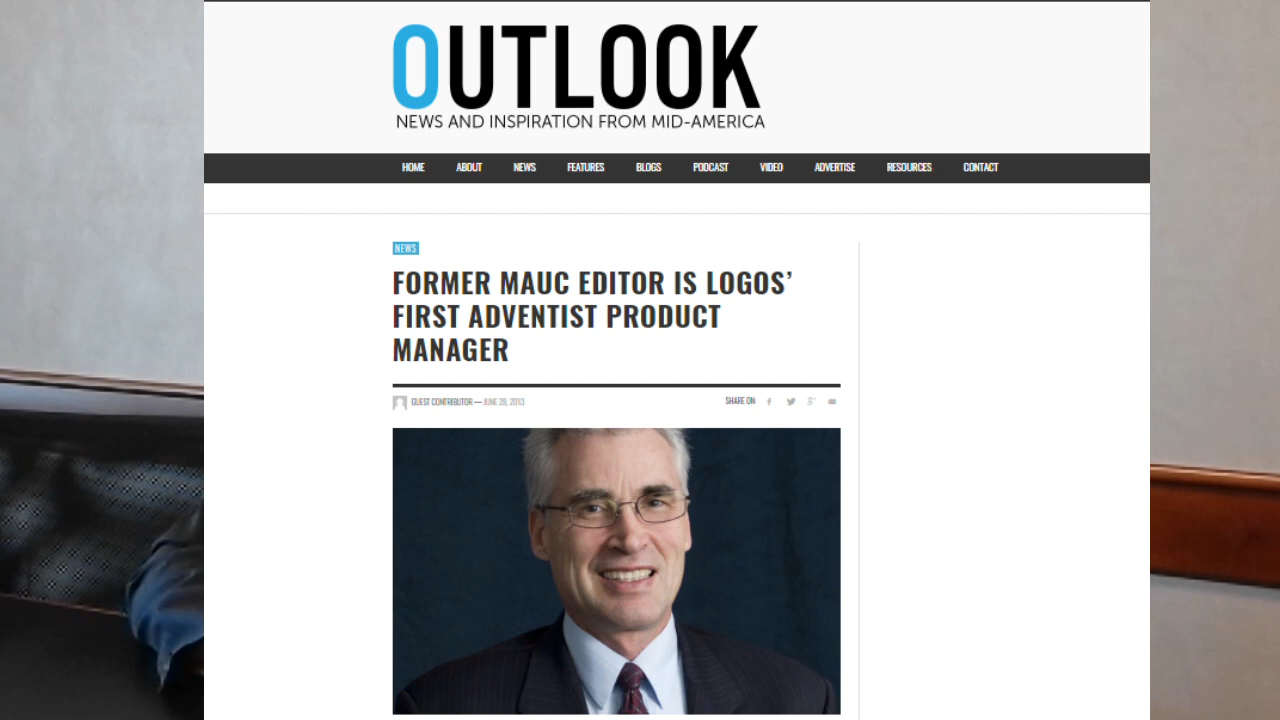 OUTLOOK
NEWS AND INSPIRATION FROM MID-AMERICA
HOME ABOUT NEWS FEATURES BLOGS PODCAST VIDEO ADVERTISE RESOURCES CONTACT
NEWS
FORMER MAUC EDITOR IS LOGOS’
FIRST ADVENTIST PRODUCT
MANAGER
GUEST CONTRIBUTOR — JUNE 28, 2013 SHARE ON